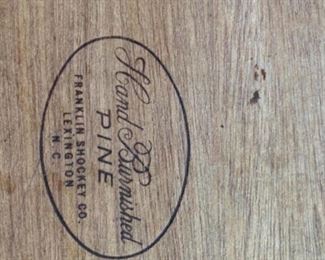 Hand Burnished
PINE
FRANKLIN SHOCKEY CO.
LEXINGTON
N. C.